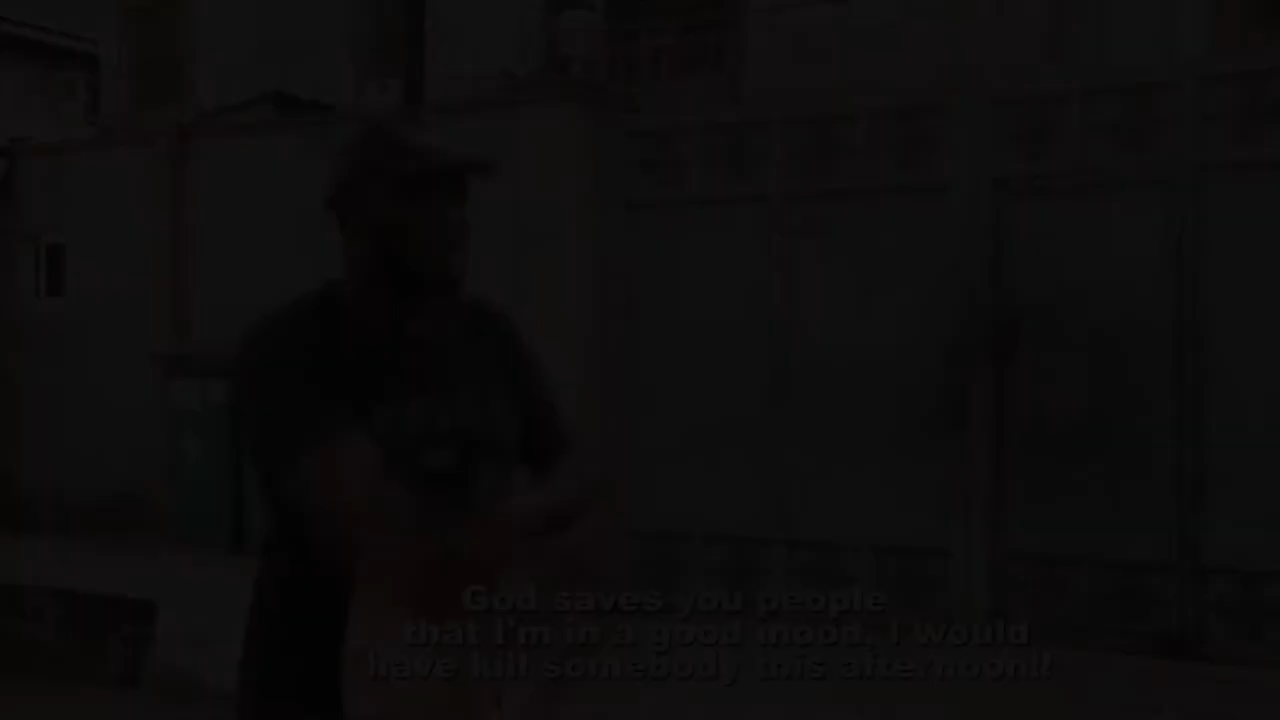 God saves you people
that I'm in a good mood, I would
have kill somebody this afternoon!!